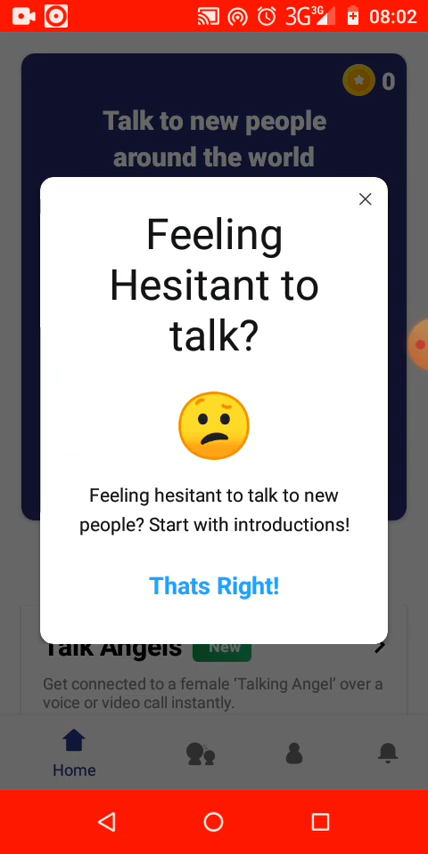 3G 3G 08:02
0
Talk to new people
around the world
Feeling
Hesitant to
talk?
Feeling hesitant to talk to new
people? Start with introductions!
Thats Right!
Talk Angels New
Get connected to a female ‘Talking Angel’ over a
voice or video call instantly.
Home